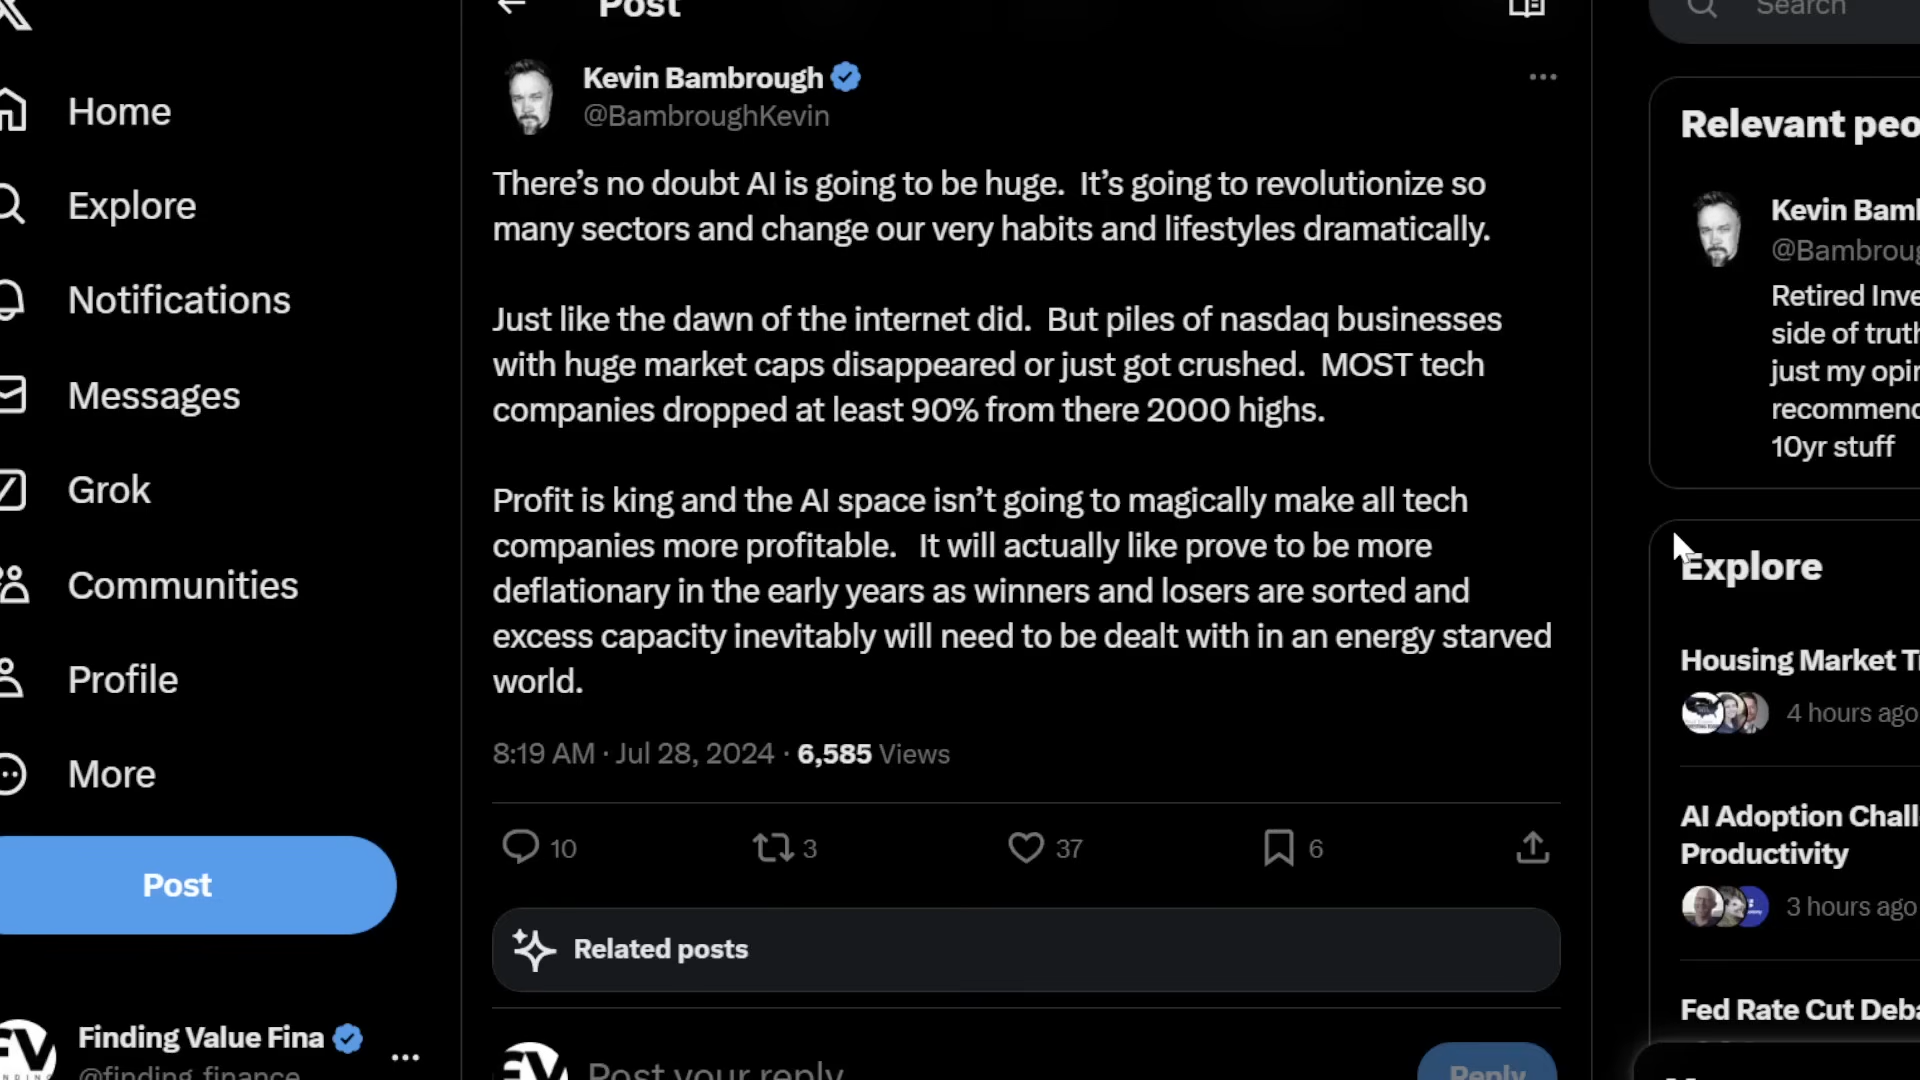 Post
Search
Home
Explore
Notifications
Messages
Grok
Communities
Profile
More
Post
Finding Value Fina
@finding_finance
Kevin Bambrough
@BambroughKevin
There's no doubt AI is going to be huge.  It's going to revolutionize so
many sectors and change our very habits and lifestyles dramatically.
Just like the dawn of the internet did.  But piles of nasdaq businesses
with huge market caps disappeared or just got crushed.  MOST tech
companies dropped at least 90% from there 2000 highs.
Profit is king and the AI space isn't going to magically make all tech
companies more profitable.   It will actually like prove to be more
deflationary in the early years as winners and losers are sorted and
excess capacity inevitably will need to be dealt with in an energy starved
world.
8:19 AM · Jul 28, 2024 · 6,585 Views
10
3
37
6
Related posts
Post your reply
Reply
Relevant peo
Kevin Bam
@Bambroug
Retired Inve
side of truth
just my opin
recommend
10yr stuff
Explore
Housing Market T
4 hours ago
AI Adoption Chall
Productivity
3 hours ago
Fed Rate Cut Deba